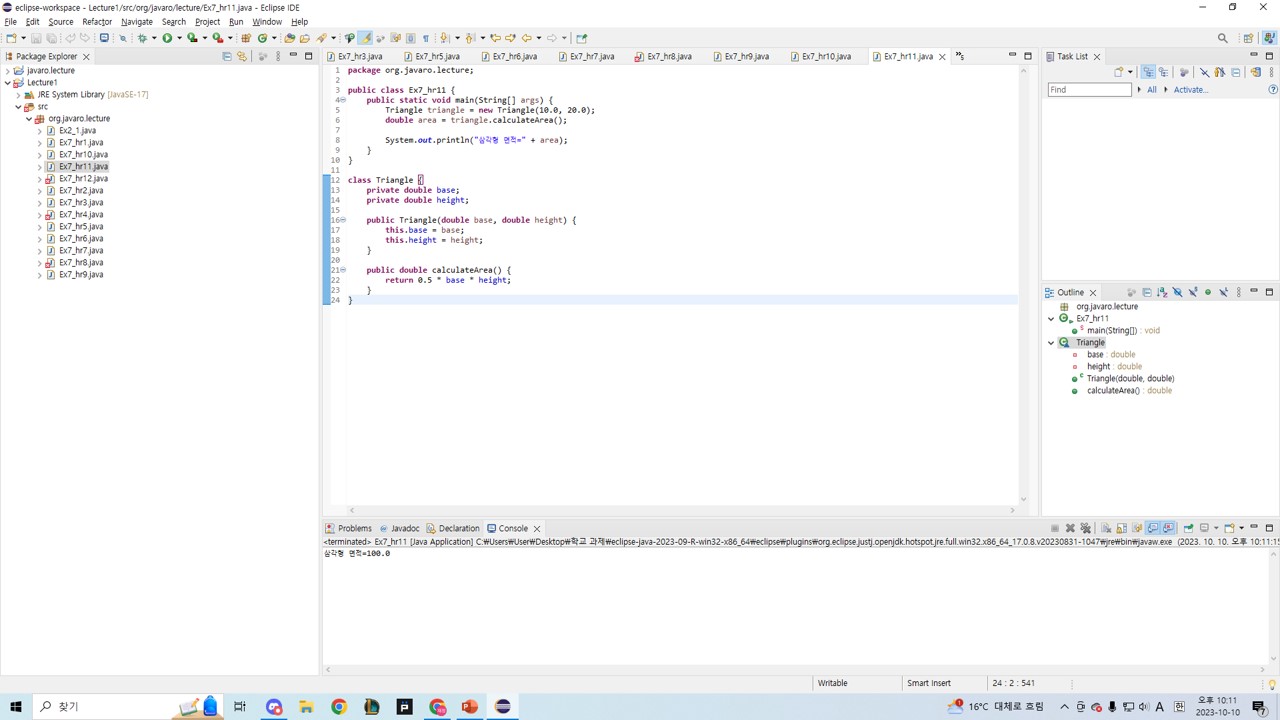 eclipse-workspace - Lecture1/src/org/javaro/lecture/Ex7_hr11.java - Eclipse IDE
File Edit Source Refactor Navigate Search Project Run Window Help
Package Explorer
javaro.lecture
Lecture1
JRE System Library [JavaSE-17]
src
org.javaro.lecture
Ex2_1.java
Ex7_hr1.java
Ex7_hr10.java
Ex7_hr11.java
Ex7_hr12.java
Ex7_hr2.java
Ex7_hr3.java
Ex7_hr4.java
Ex7_hr5.java
Ex7_hr6.java
Ex7_hr7.java
Ex7_hr8.java
Ex7_hr9.java
Ex7_hr3.java Ex7_hr5.java Ex7_hr6.java Ex7_hr7.java Ex7_hr8.java Ex7_hr9.java Ex7_hr10.java Ex7_hr11.java »5
1 package org.javaro.lecture;
2
3 public class Ex7_hr11 {
4 public static void main(String[] args) {
5 Triangle triangle = new Triangle(10.0, 20.0);
6 double area = triangle.calculateArea();
7
8 System.out.println("삼각형 면적=" + area);
9 }
10 }
11
12 class Triangle {
13 private double base;
14 private double height;
15
16 public Triangle(double base, double height) {
17 this.base = base;
18 this.height = height;
19 }
20
21 public double calculateArea() {
22 return 0.5 * base * height;
23 }
24 }
Task List
Find All Activate...
Outline
org.javaro.lecture
Ex7_hr11
main(String[]) : void
Triangle
base : double
height : double
Triangle(double, double)
calculateArea() : double
Problems Javadoc Declaration Console
<terminated> Ex7_hr11 [Java Application] C:₩Users₩User₩Desktop₩학교 과제₩eclipse-java-2023-09-R-win32-x86_64₩eclipse₩plugins₩org.eclipse.justj.openjdk.hotspot.jre.full.win32.x86_64_17.0.8.v20230831-1047₩jre₩bin₩javaw.exe (2023. 10. 10. 오후 10:11:15
삼각형 면적=100.0
Writable Smart Insert 24 : 2 : 541
찾기
16°C 대체로 흐림
A 한
오후 10:11
2023-10-10